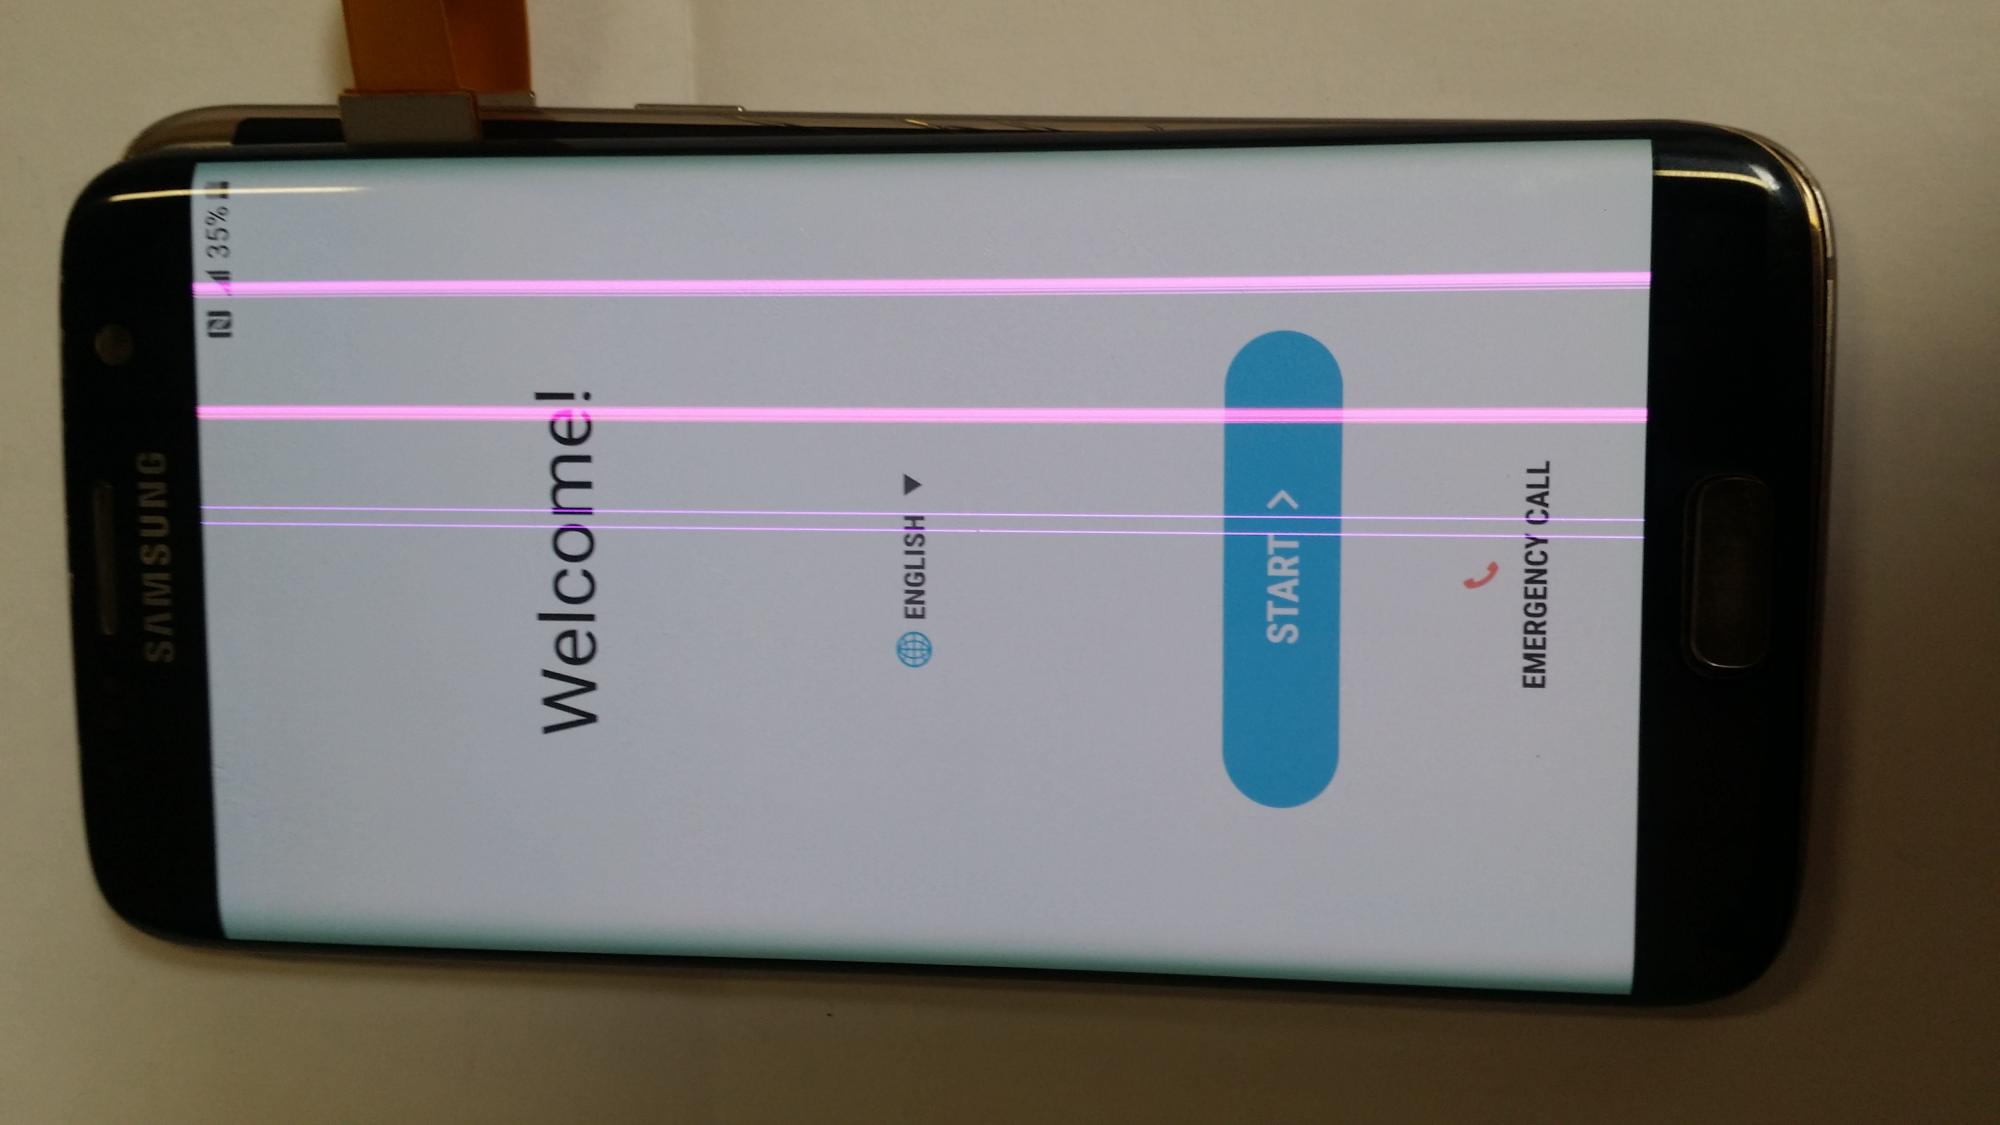 SAMSUNG
35%
Welcome!
ENGLISH
START
EMERGENCY CALL